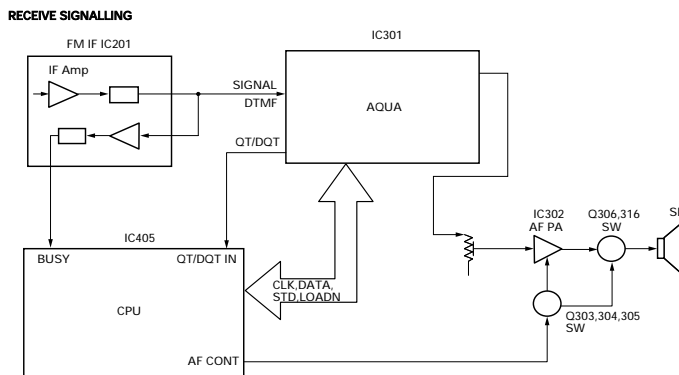 RECEIVE SIGNALLING
FM IF IC201
IF Amp
IC301
AQUA
SIGNAL
DTMF
QT/DQT
IC302
AF PA
Q306,316
SW
IC405
BUSY
QT/DQT IN
CLK,DATA,
STD,LOADN
CPU
Q303,304,305
SW
AF CONT